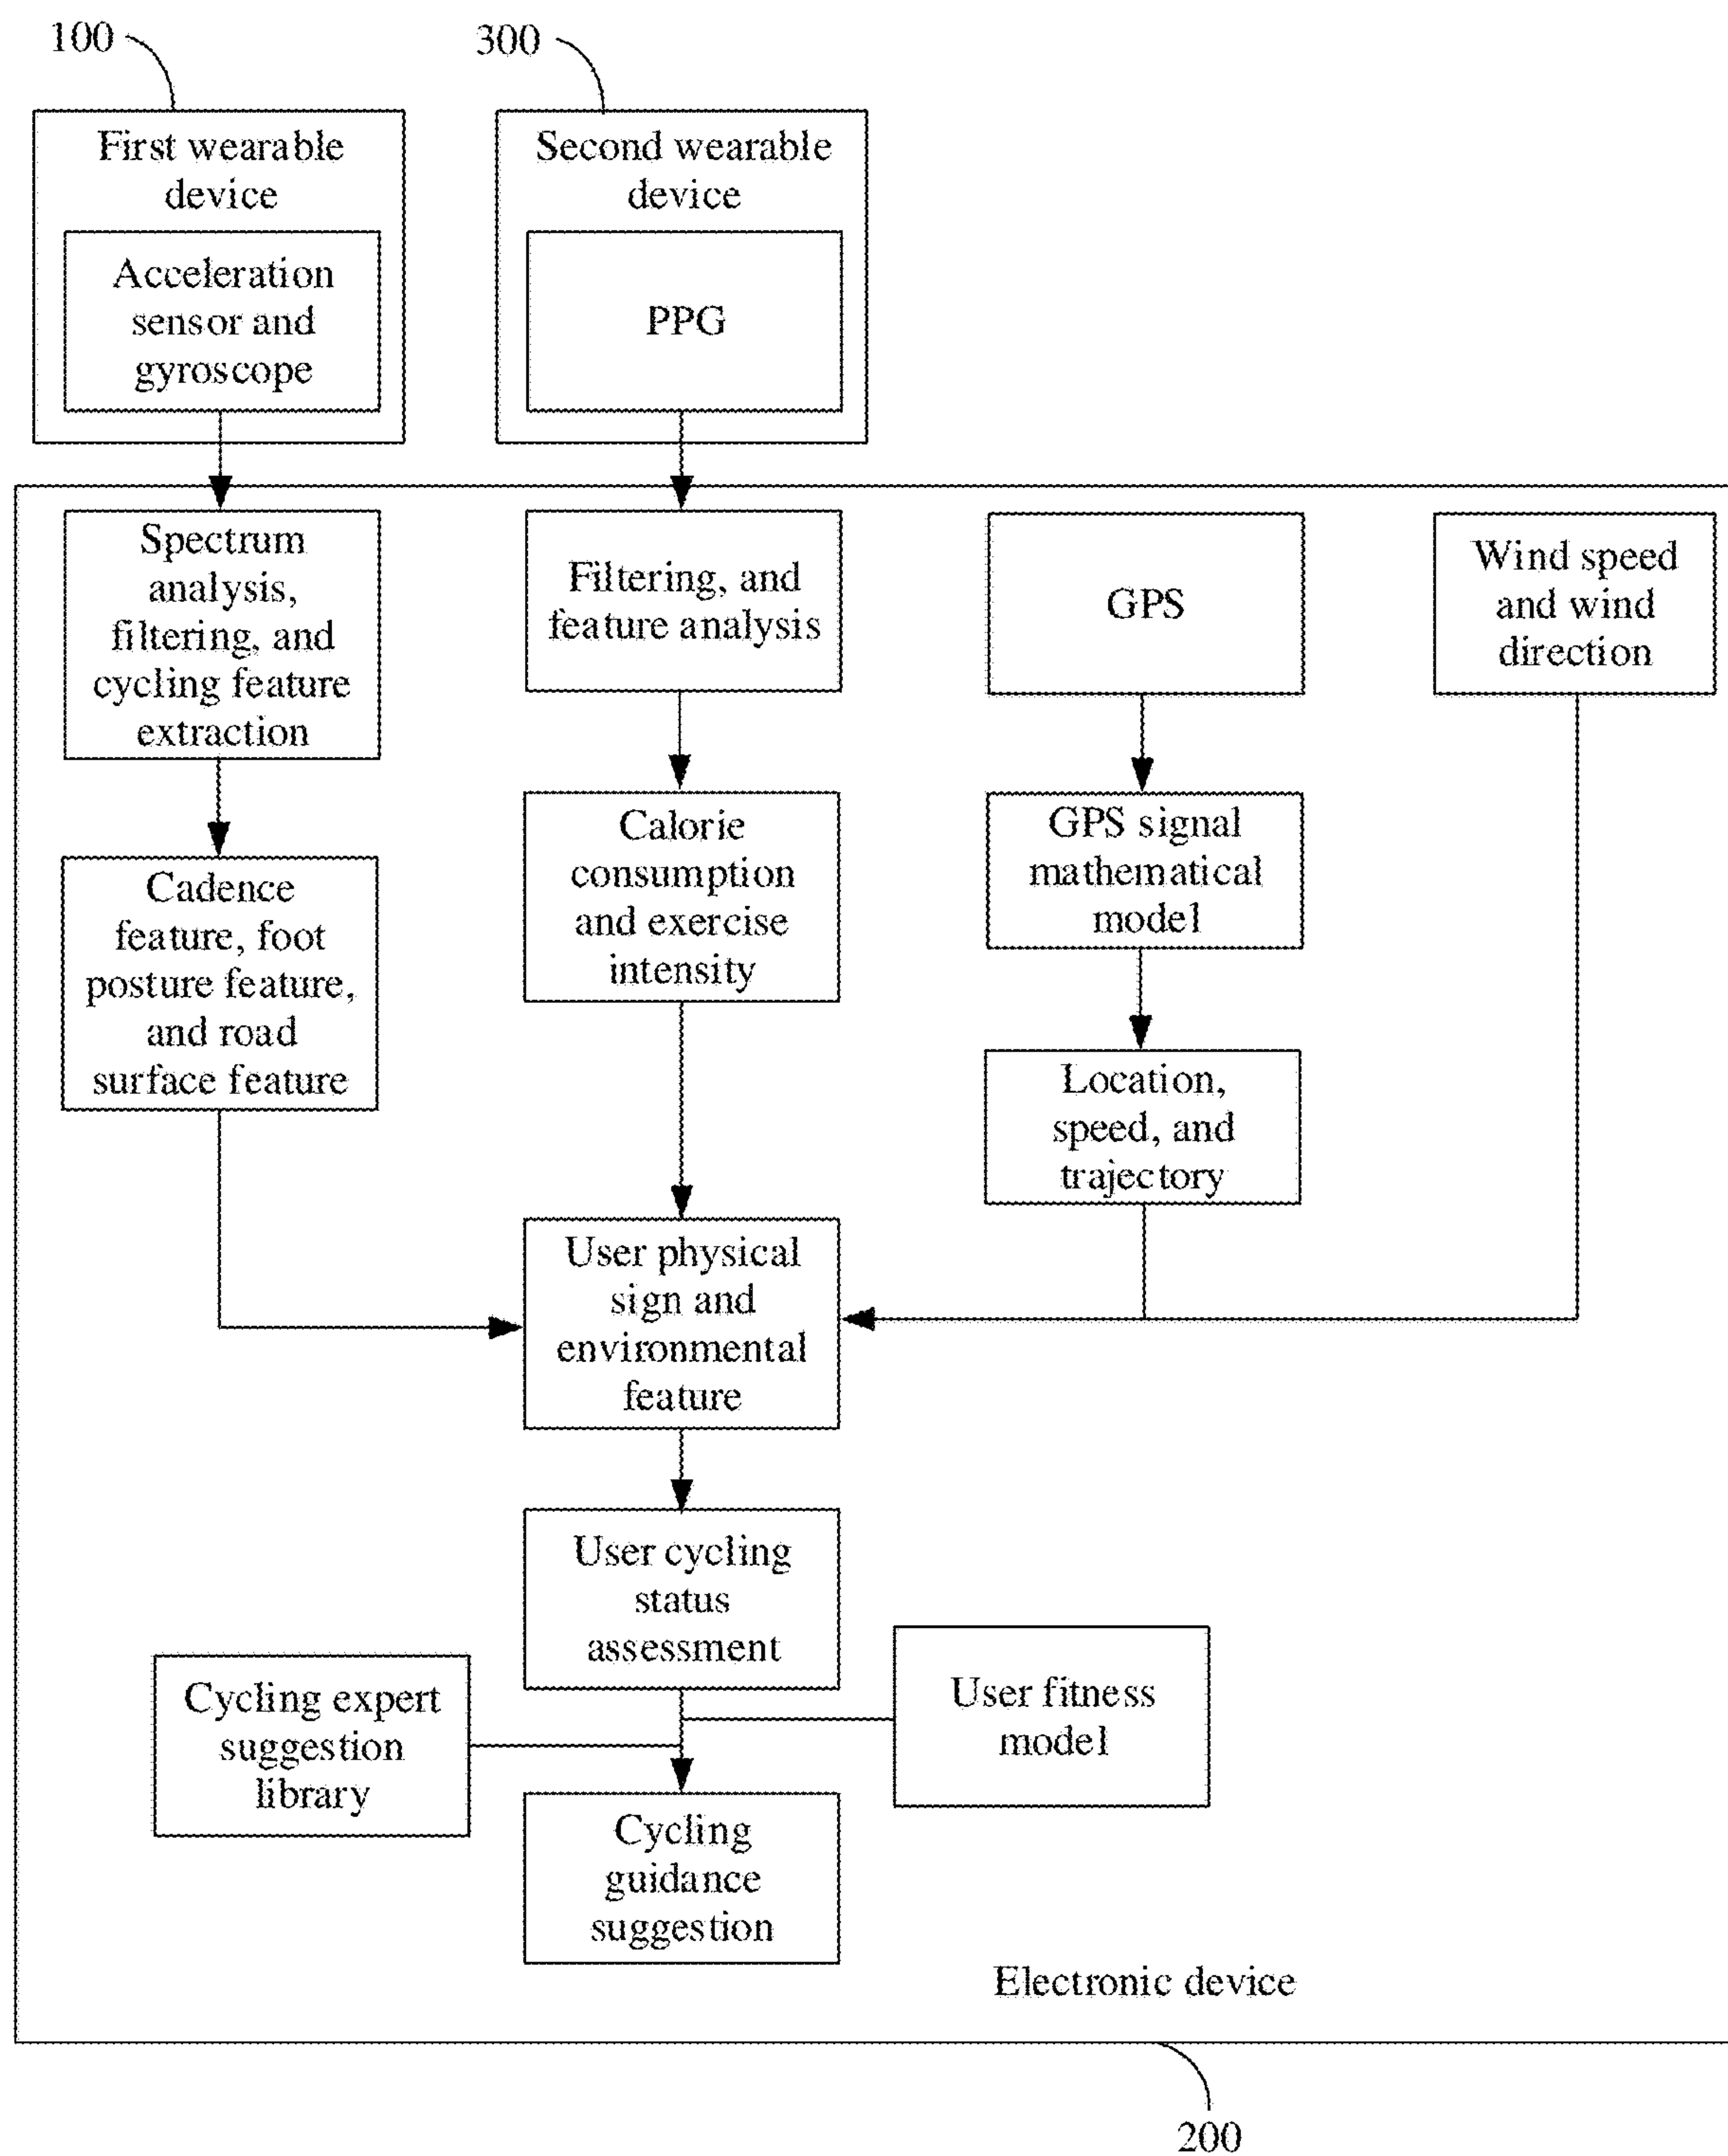 100
300
First wearable
device
Second wearable
device
Acceleration
sensor and
gyroscope
PPG
Spectrum
analysis,
filtering, and
cycling feature
extraction
Filtering, and
feature analysis
GPS
Wind speed
and wind
direction
Cadence
feature, foot
posture feature,
and road
surface feature
Calorie
consumption
and exercise
intensity
GPS signal
mathematical
model
Location,
speed, and
trajectory
User physical
sign and
environmental
feature
User cycling
status
assessment
Cycling expert
suggestion
library
User fitness
model
Cycling
guidance
suggestion
Electronic device
200